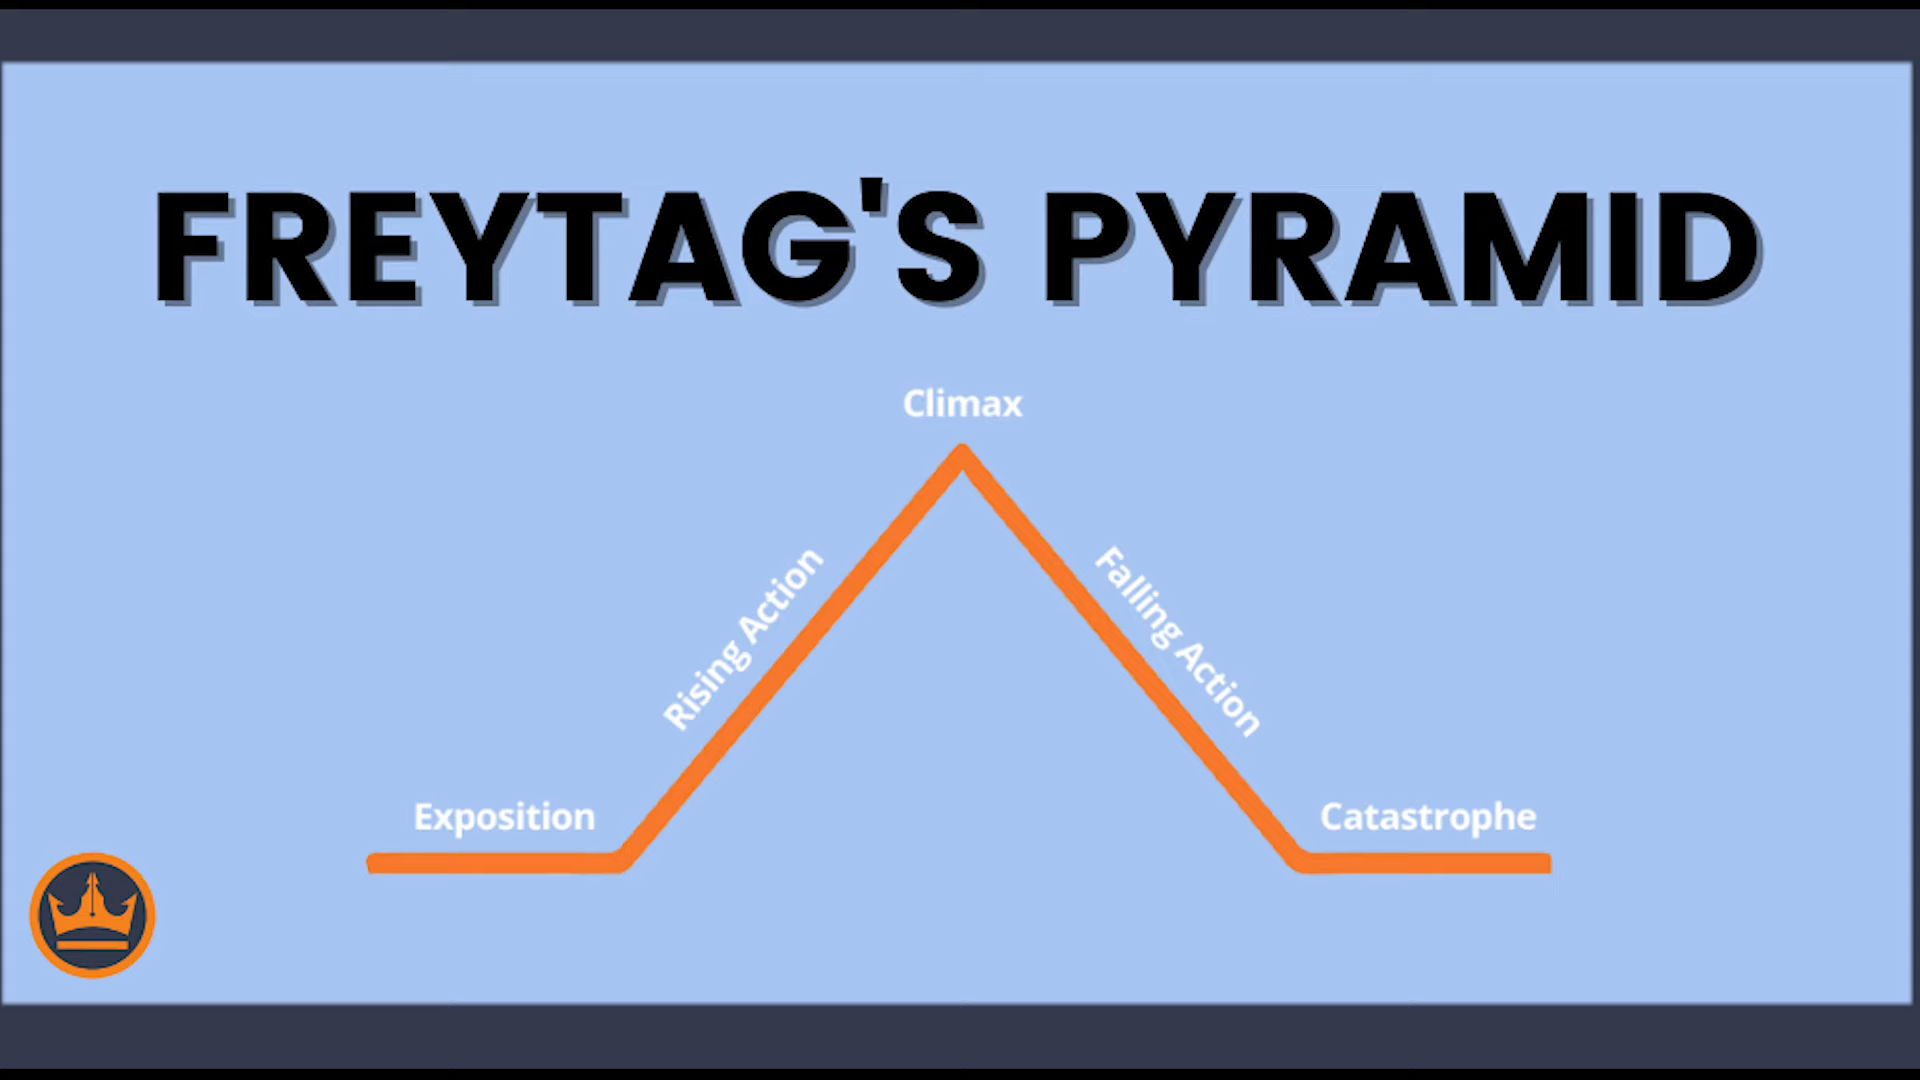 FREYTAG'S PYRAMID
Climax
Rising Action
Falling Action
Exposition
Catastrophe